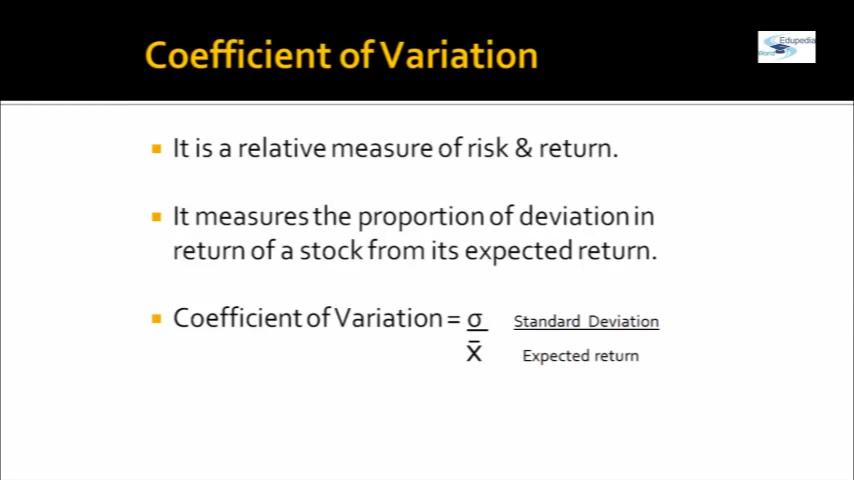 Coefficient of Variation
Edupedia
World
It is a relative measure of risk & return.
It measures the proportion of deviation in
return of a stock from its expected return.
Coefficient of Variation = σ Standard Deviation
x̄ Expected return